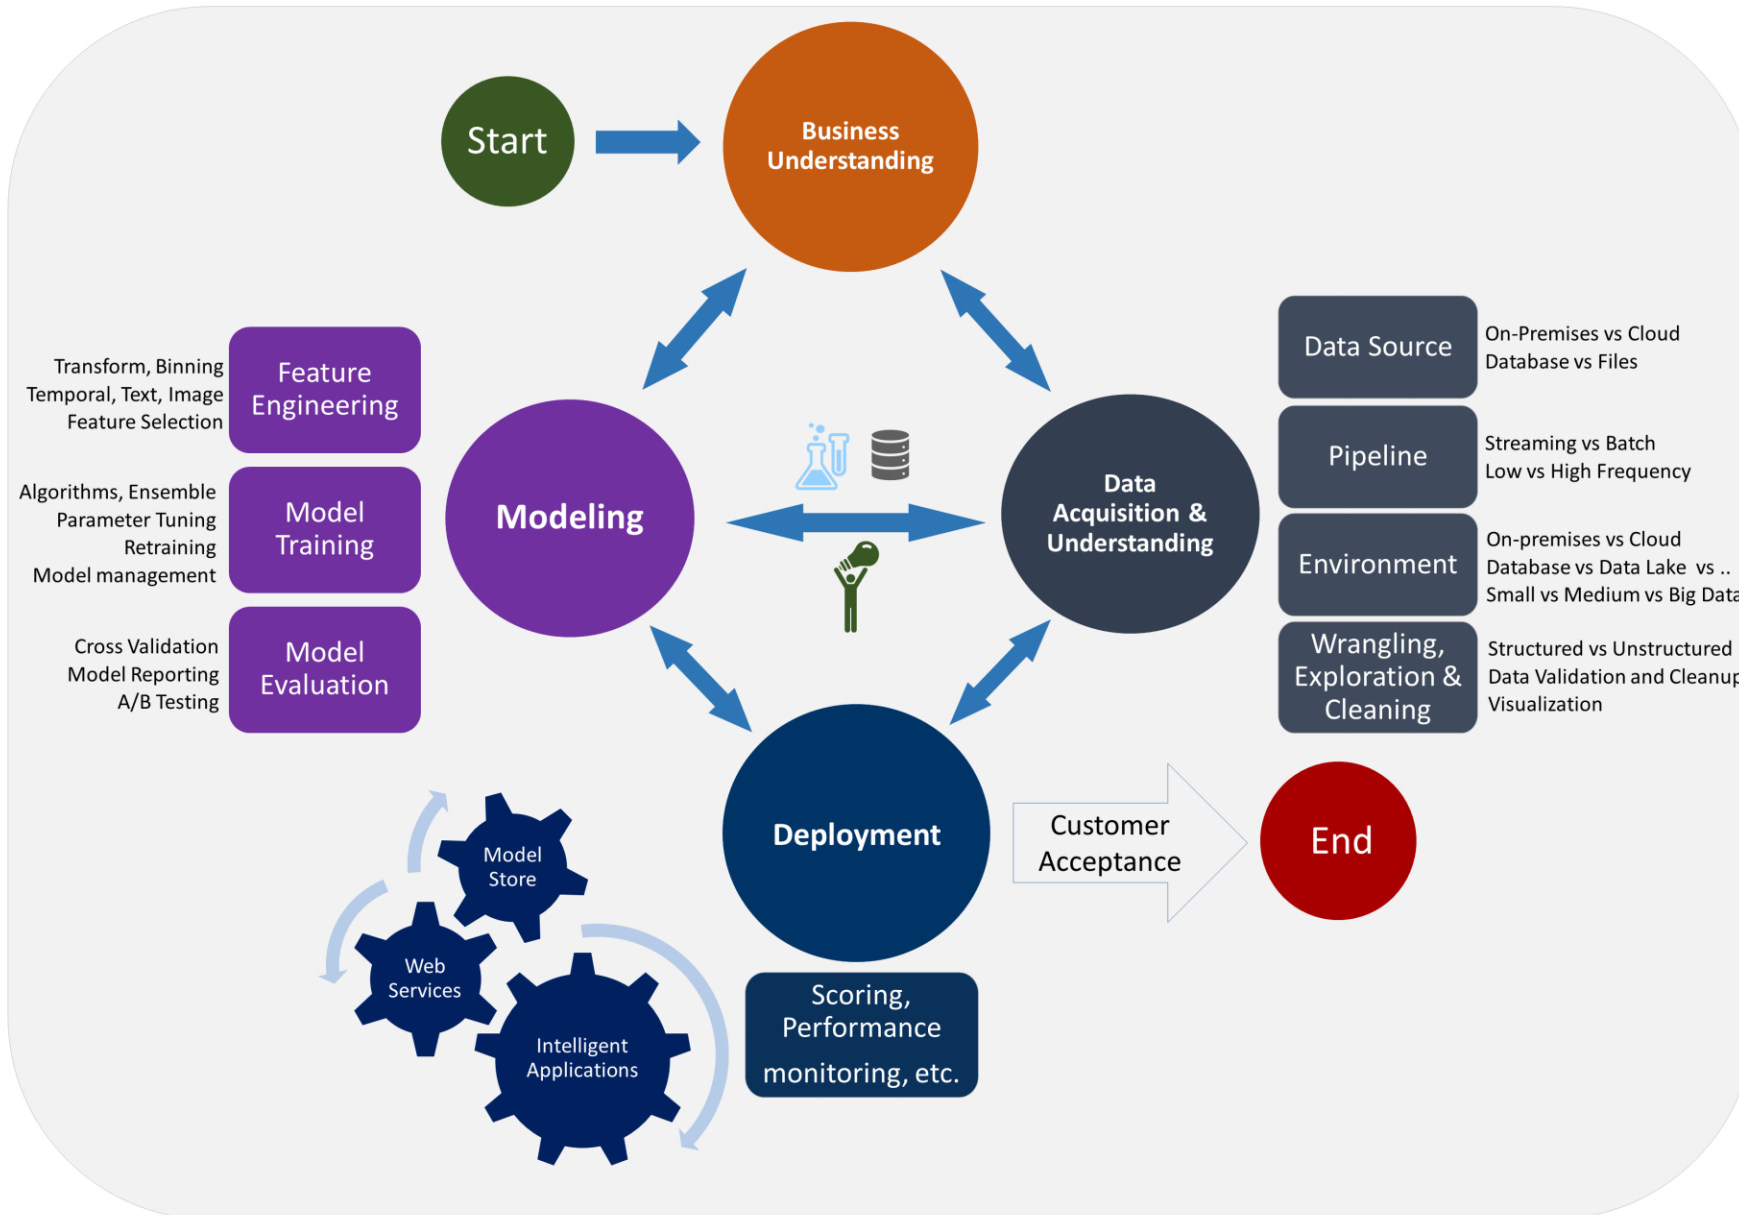 Start
Business
Understanding
Transform, Binning
Temporal, Text, Image
Feature Selection
Feature
Engineering
Algorithms, Ensemble
Parameter Tuning
Retraining
Model management
Model
Training
Cross Validation
Model Reporting
A/B Testing
Model
Evaluation
Modeling
Data
Acquisition &
Understanding
Data Source
On-Premises vs Cloud
Database vs Files
Pipeline
Streaming vs Batch
Low vs High Frequency
Environment
On-premises vs Cloud
Database vs Data Lake vs ..
Small vs Medium vs Big Data
Wrangling,
Exploration &
Cleaning
Structured vs Unstructured
Data Validation and Cleanup
Visualization
Deployment
Customer
Acceptance
End
Model
Store
Web
Services
Intelligent
Applications
Scoring,
Performance
monitoring, etc.